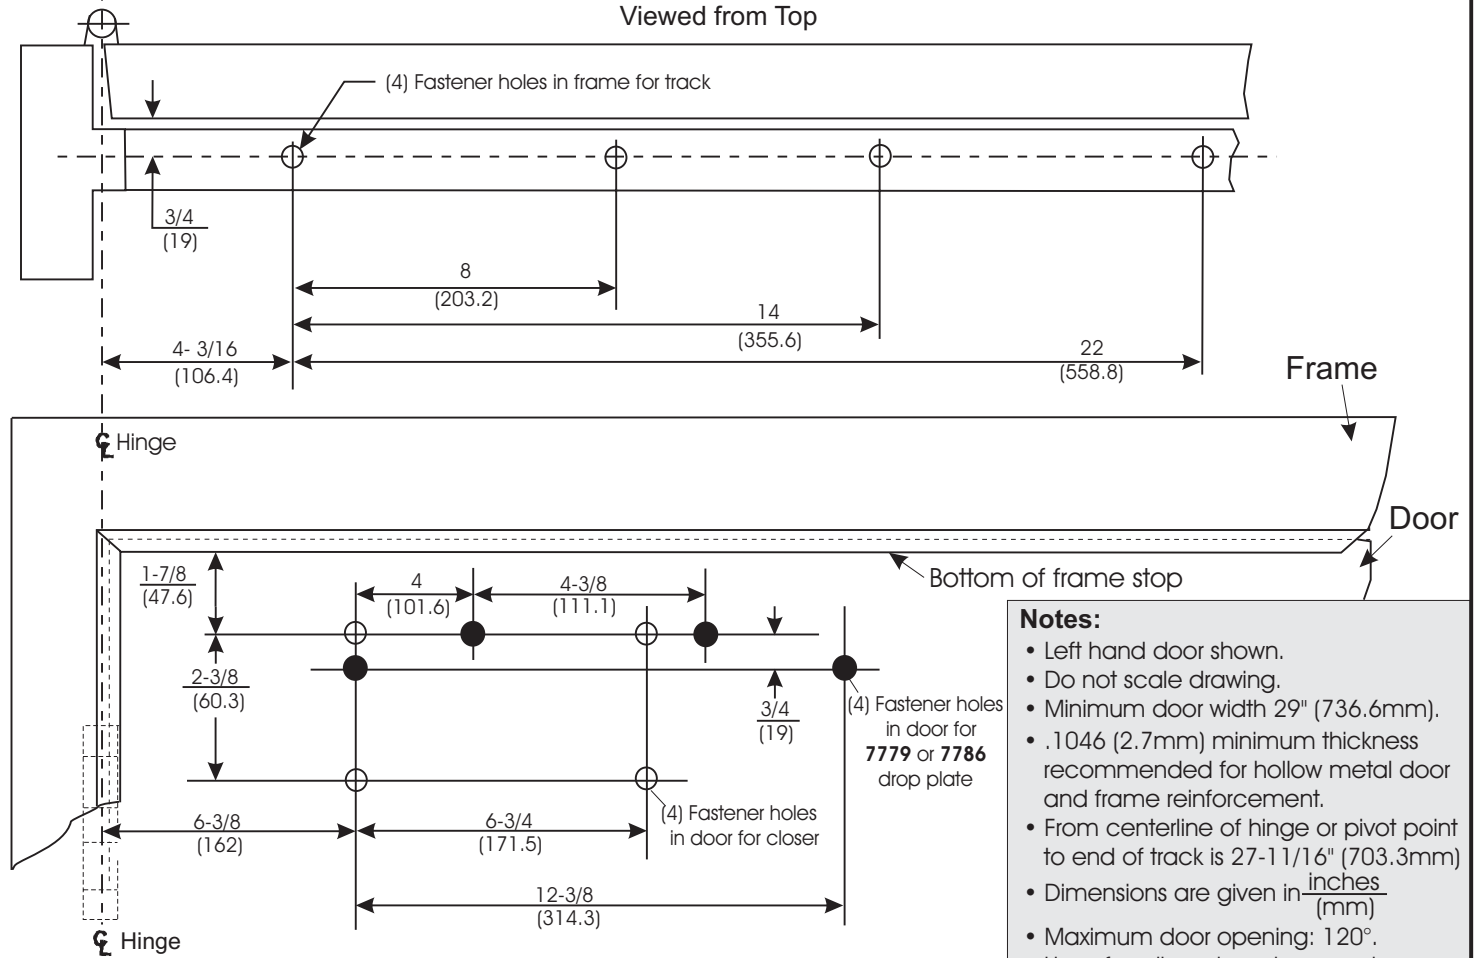 Viewed from Top
(4) Fastener holes in frame for track
3/4
(19)
8
(203.2)
14
(355.6)
4- 3/16
(106.4)
22
(558.8)
Frame
℄ Hinge
Door
Bottom of frame stop
1-7/8
(47.6)
4
(101.6)
4-3/8
(111.1)
2-3/8
(60.3)
3/4
(19)
(4) Fastener holes
in door for
7779 or 7786
drop plate
6-3/8
(162)
6-3/4
(171.5)
(4) Fastener holes
in door for closer
12-3/8
(314.3)
℄ Hinge
Notes:
• Left hand door shown.
• Do not scale drawing.
• Minimum door width 29" (736.6mm).
• .1046 (2.7mm) minimum thickness
recommended for hollow metal door
and frame reinforcement.
• From centerline of hinge or pivot point
to end of track is 27-11/16" (703.3mm)
• Dimensions are given in inches
(mm)
• Maximum door opening: 120°.